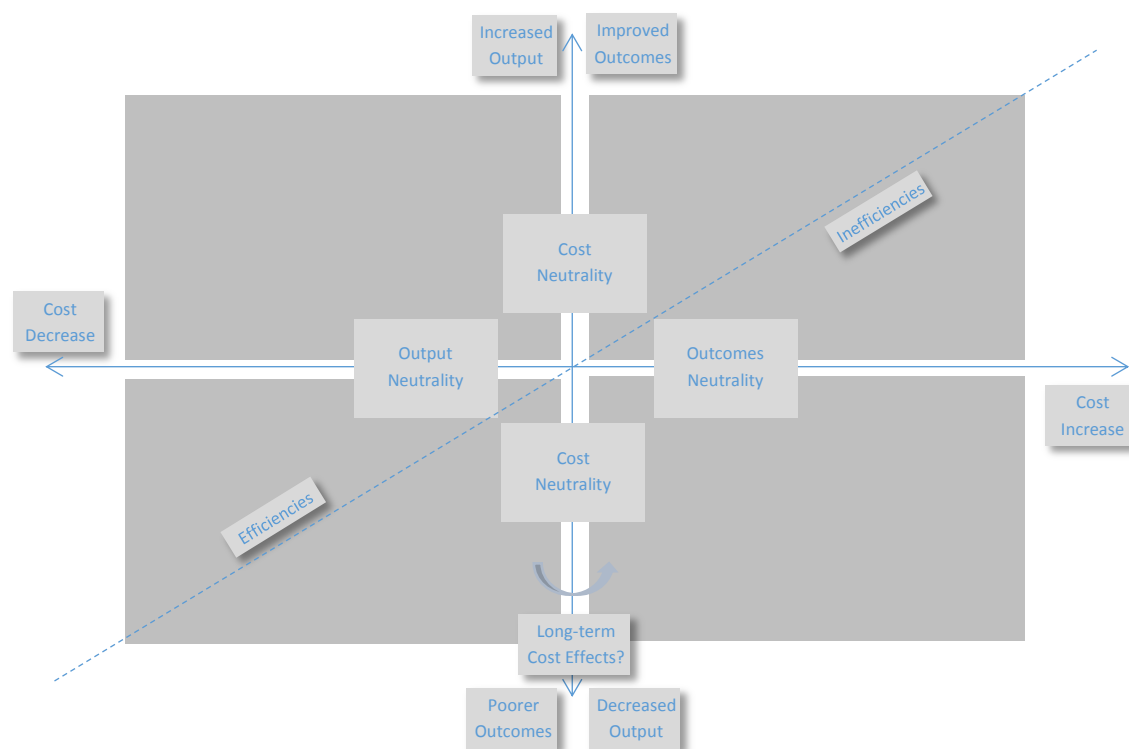 Increased
Output
Improved
Outcomes
Inefficiencies
Cost
Neutrality
Cost
Decrease
Output
Neutrality
Outcomes
Neutrality
Cost
Increase
Cost
Neutrality
Efficiencies
Long-term
Cost Effects?
Poorer
Outcomes
Decreased
Output